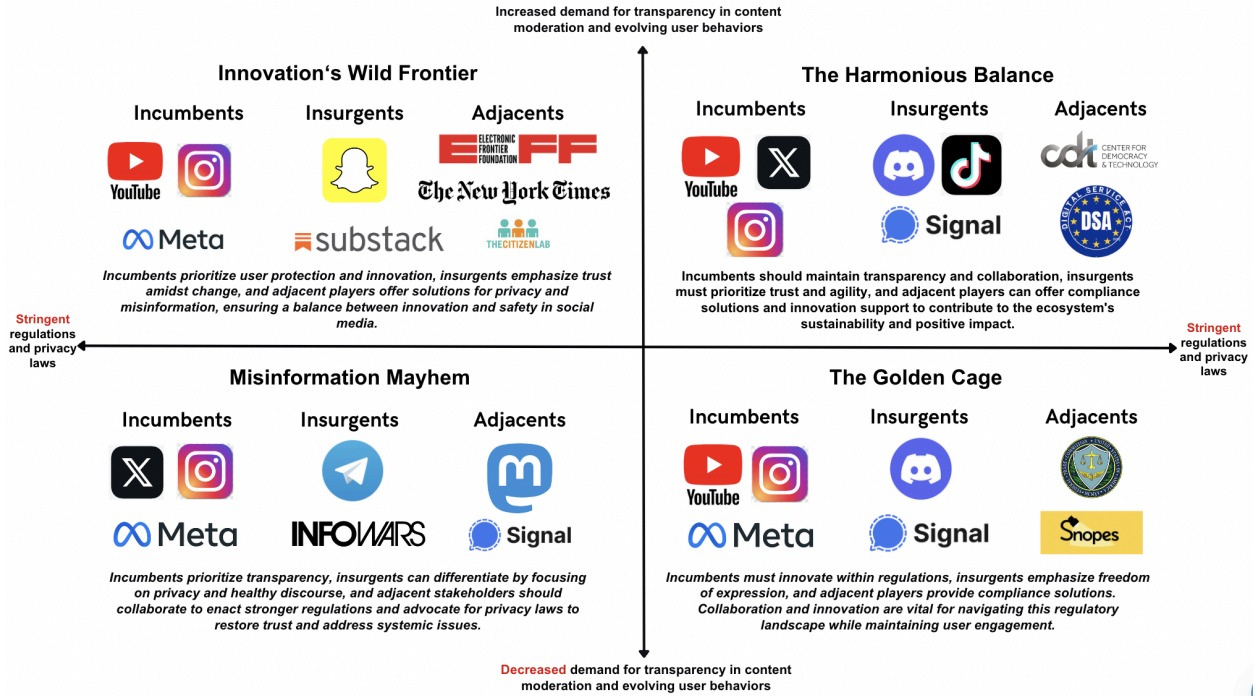 Increased demand for transparency in content
moderation and evolving user behaviors
Innovation‘s Wild Frontier
Incumbents
Insurgents
Adjacents
YouTube
ELECTRONIC
FRONTIER
FOUNDATION
EFF
The New York Times
Meta
substack
THECITIZENLAB
Incumbents prioritize user protection and innovation, insurgents emphasize trust
amidst change, and adjacent players offer solutions for privacy and
misinformation, ensuring a balance between innovation and safety in social
media.
The Harmonious Balance
Incumbents
Insurgents
Adjacents
YouTube
X
cdt
CENTER FOR
DEMOCRACY
& TECHNOLOGY
Signal
DIGITAL SERVICE ACT
DSA
Incumbents should maintain transparency and collaboration, insurgents
must prioritize trust and agility, and adjacent players can offer compliance
solutions and innovation support to contribute to the ecosystem's
sustainability and positive impact.
Stringent
regulations
and privacy
laws
Stringent
regulations
and privacy
laws
Misinformation Mayhem
Incumbents
Insurgents
Adjacents
X
m
Meta
INFOWARS
Signal
Incumbents prioritize transparency, insurgents can differentiate by focusing
on privacy and healthy discourse, and adjacent stakeholders should
collaborate to enact stronger regulations and advocate for privacy laws to
restore trust and address systemic issues.
The Golden Cage
Incumbents
Insurgents
Adjacents
YouTube
Meta
Signal
Snopes
Incumbents must innovate within regulations, insurgents emphasize freedom
of expression, and adjacent players provide compliance solutions.
Collaboration and innovation are vital for navigating this regulatory
landscape while maintaining user engagement.
Decreased demand for transparency in content
moderation and evolving user behaviors